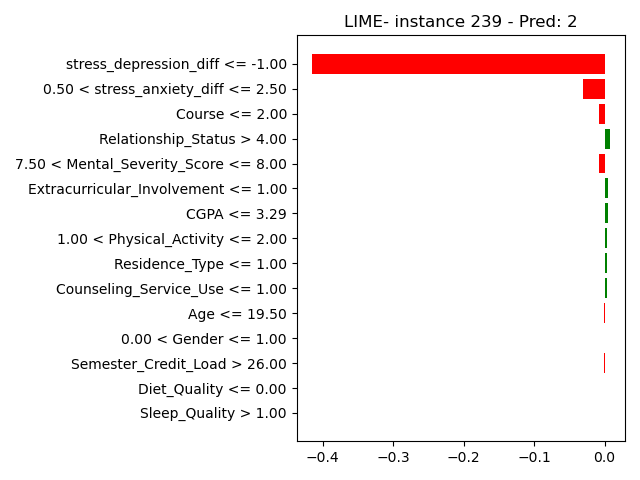 LIME- instance 239 - Pred: 2
stress_depression_diff <= -1.00
0.50 < stress_anxiety_diff <= 2.50
Course <= 2.00
Relationship_Status > 4.00
7.50 < Mental_Severity_Score <= 8.00
Extracurricular_Involvement <= 1.00
CGPA <= 3.29
1.00 < Physical_Activity <= 2.00
Residence_Type <= 1.00
Counseling_Service_Use <= 1.00
Age <= 19.50
0.00 < Gender <= 1.00
Semester_Credit_Load > 26.00
Diet_Quality <= 0.00
Sleep_Quality > 1.00
−0.4 −0.3 −0.2 −0.1 0.0